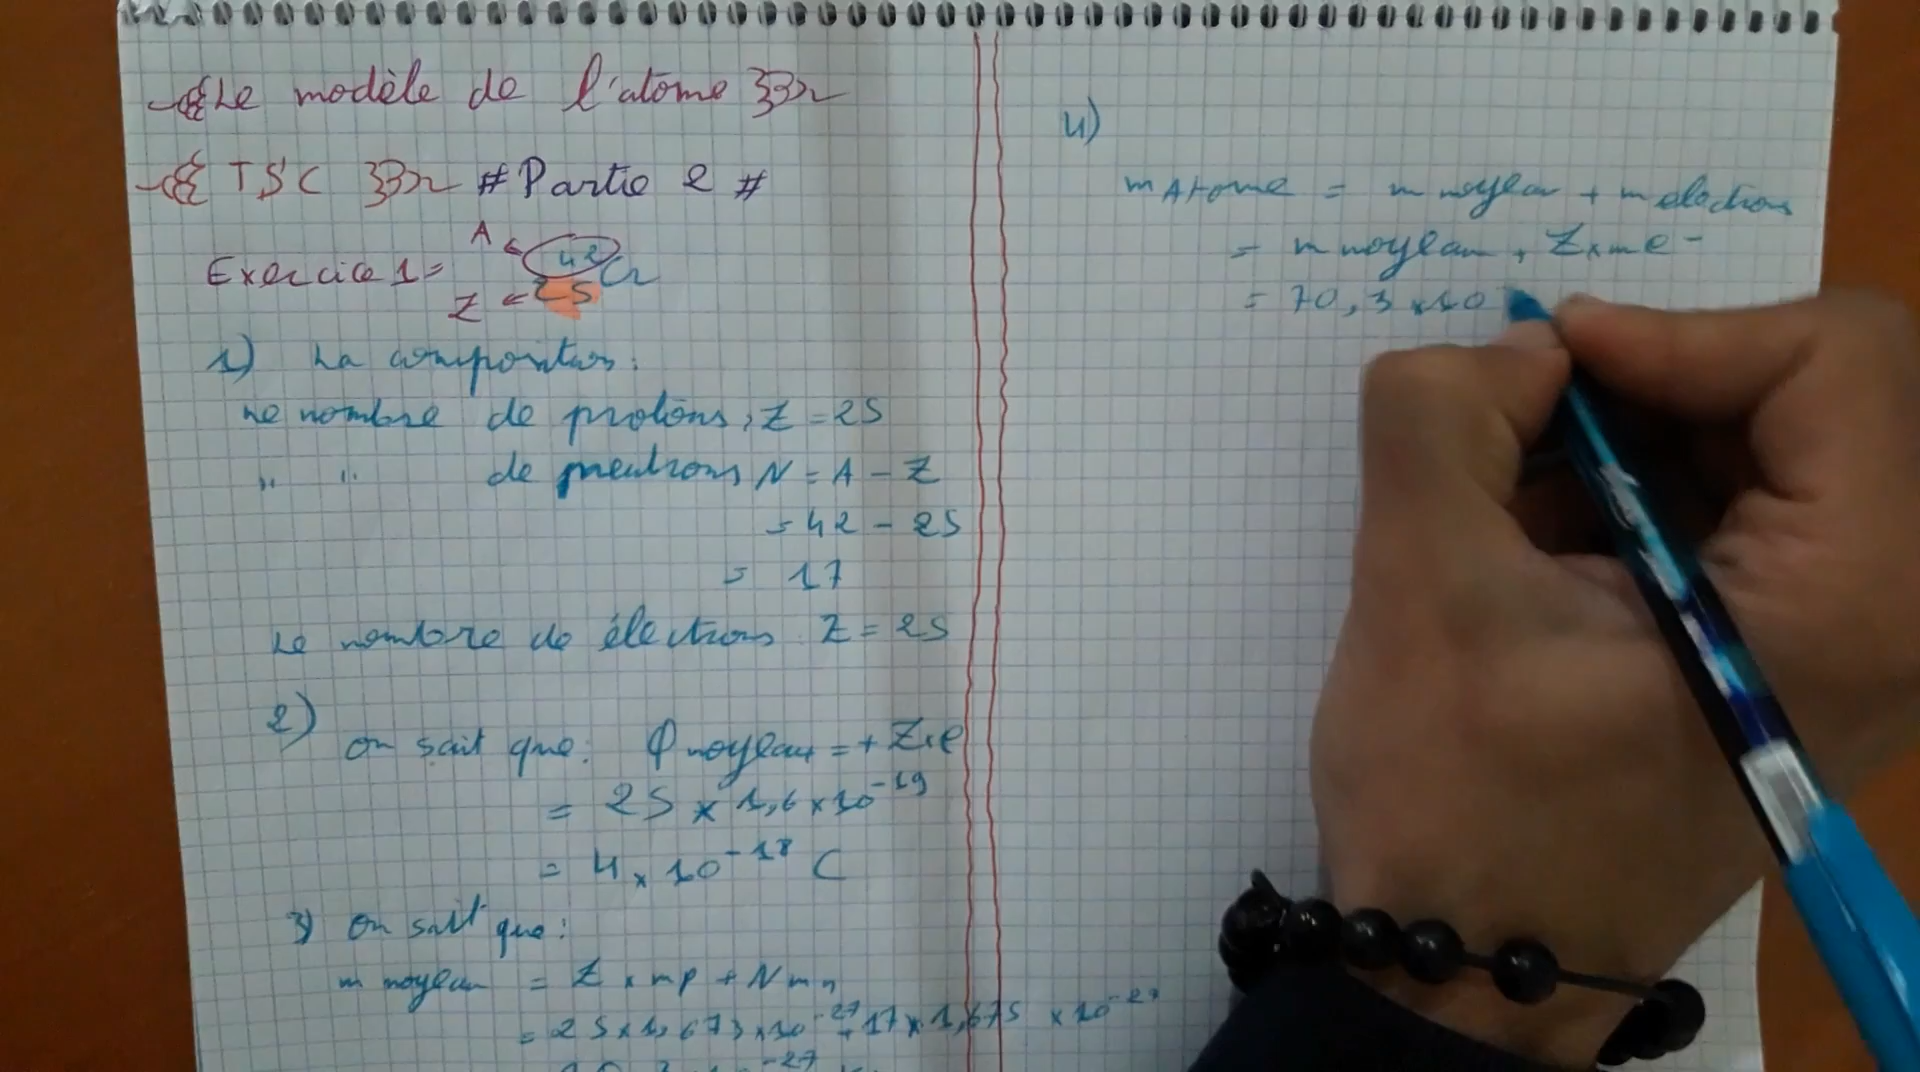 Le modèle de l'atome
TSC # Partie 2 #
A
Exercice 1 = 42 Cr
Z 25
1) La composition :
Le nombre de protons, Z = 25
" " de neutrons N = A - Z
= 42 - 25
= 17
Le nombre de électrons Z = 25
2)
on sait que : Q noyau = + Z x e
= 25 x 1,6 x 10^-19
= 4 x 10^-18 C
3) on sait que :
m noyau = Z x mp + N mn
= 25 x 1,673 x 10^-27 + 17 x 1,675 x 10^-27
4)
m Atome = m noyau + m électrons
= m noyau + Z x me-
= 70,3 x 10